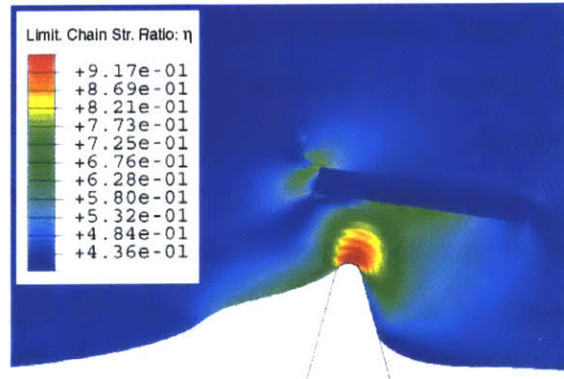 Limit. Chain Str. Ratio: η
+9.17e-01
+8.69e-01
+8.21e-01
+7.73e-01
+7.25e-01
+6.76e-01
+6.28e-01
+5.80e-01
+5.32e-01
+4.84e-01
+4.36e-01